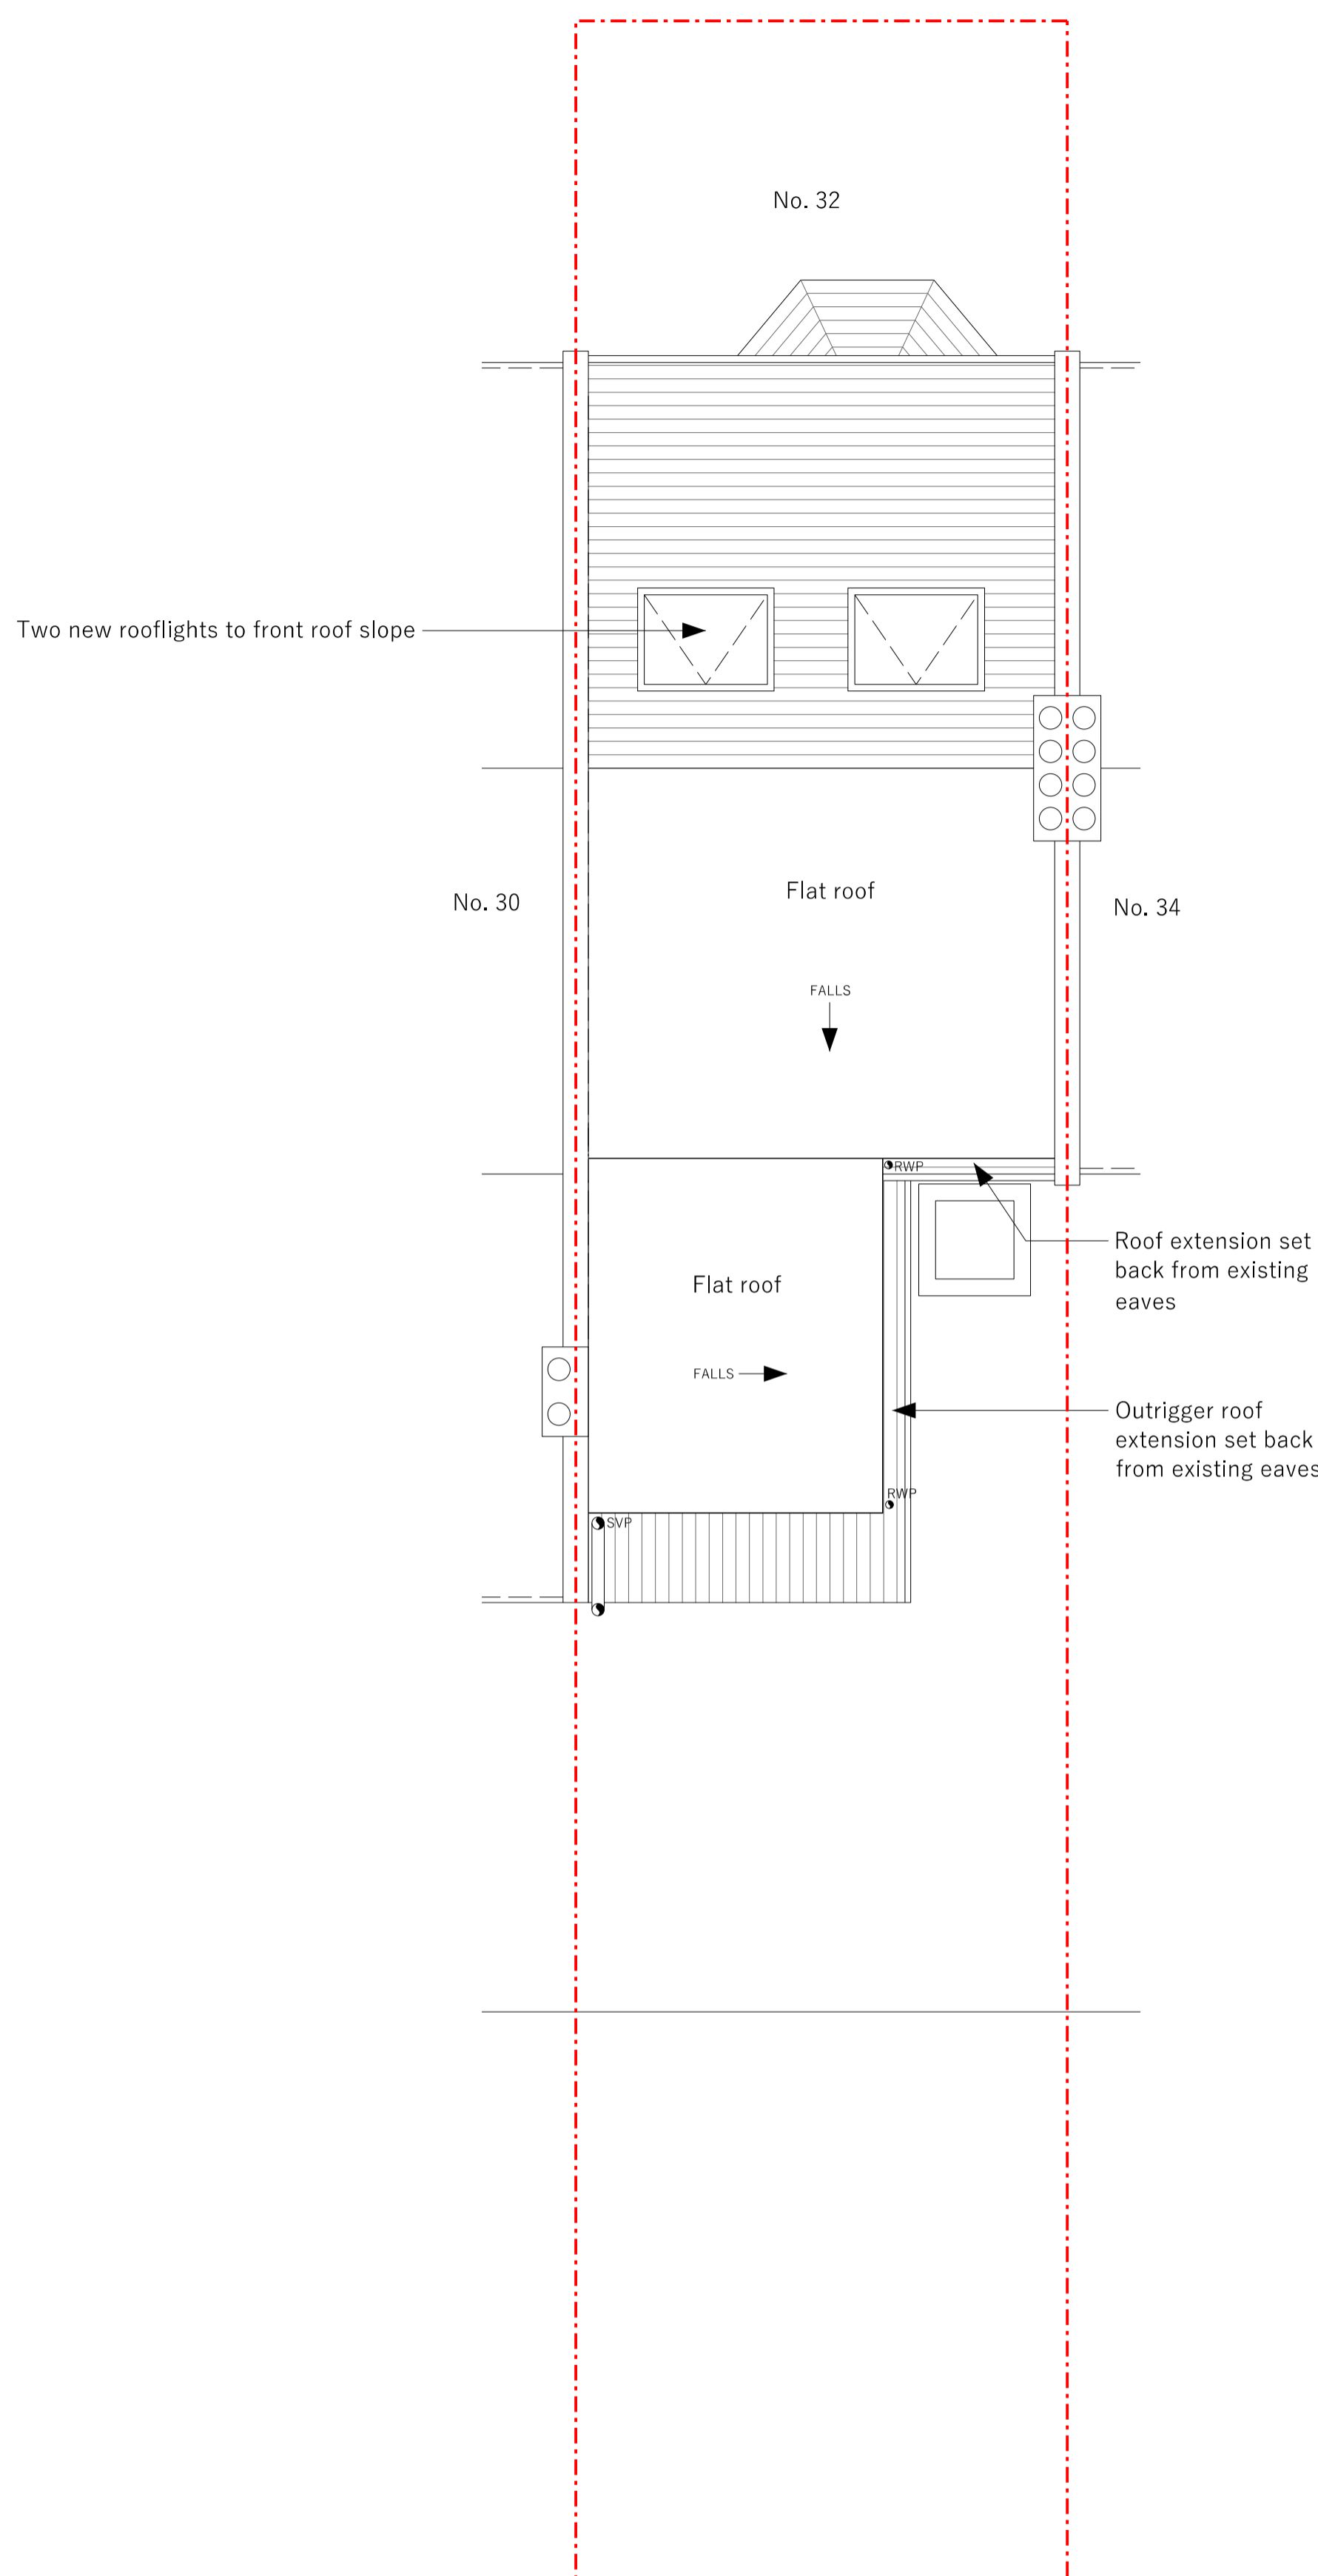 No. 32
Two new rooflights to front roof slope
Flat roof
No. 30
No. 34
FALLS
RWP
Roof extension set
back from existing
eaves
Flat roof
FALLS
Outrigger roof
extension set back
from existing eaves
RWP
SVP